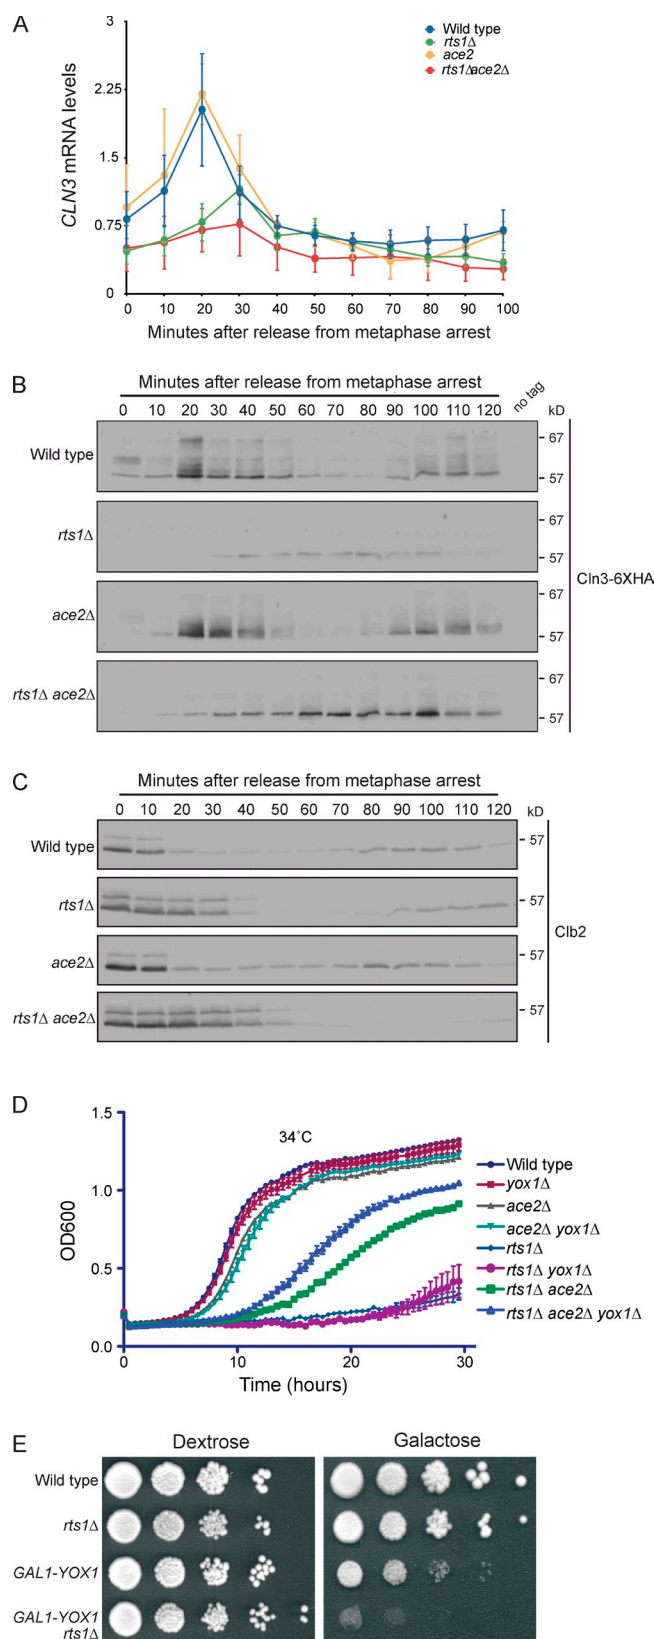 A
3
2.25
1.5
0.75
0
CLN3 mRNA levels
Wild type
rts1Δ
ace2
rts1Δace2Δ
0 10 20 30 40 50 60 70 80 90 100
Minutes after release from metaphase arrest
B
Minutes after release from metaphase arrest
0 10 20 30 40 50 60 70 80 90 100 110 120 no tag kD
Wild type
67
57
rts1Δ
67
57
Cln3-6XHA
ace2Δ
67
57
rts1Δ ace2Δ
67
57
C
Minutes after release from metaphase arrest
0 10 20 30 40 50 60 70 80 90 100 110 120 kD
Wild type
57
rts1Δ
57
Clb2
ace2Δ
57
rts1Δ ace2Δ
57
D
34˚C
1.5
1.0
0.5
0.0
OD600
0 10 20 30
Time (hours)
Wild type
yox1Δ
ace2Δ
ace2Δ yox1Δ
rts1Δ
rts1Δ yox1Δ
rts1Δ ace2Δ
rts1Δ ace2Δ yox1Δ
E
Dextrose Galactose
Wild type
rts1Δ
GAL1-YOX1
GAL1-YOX1
rts1Δ